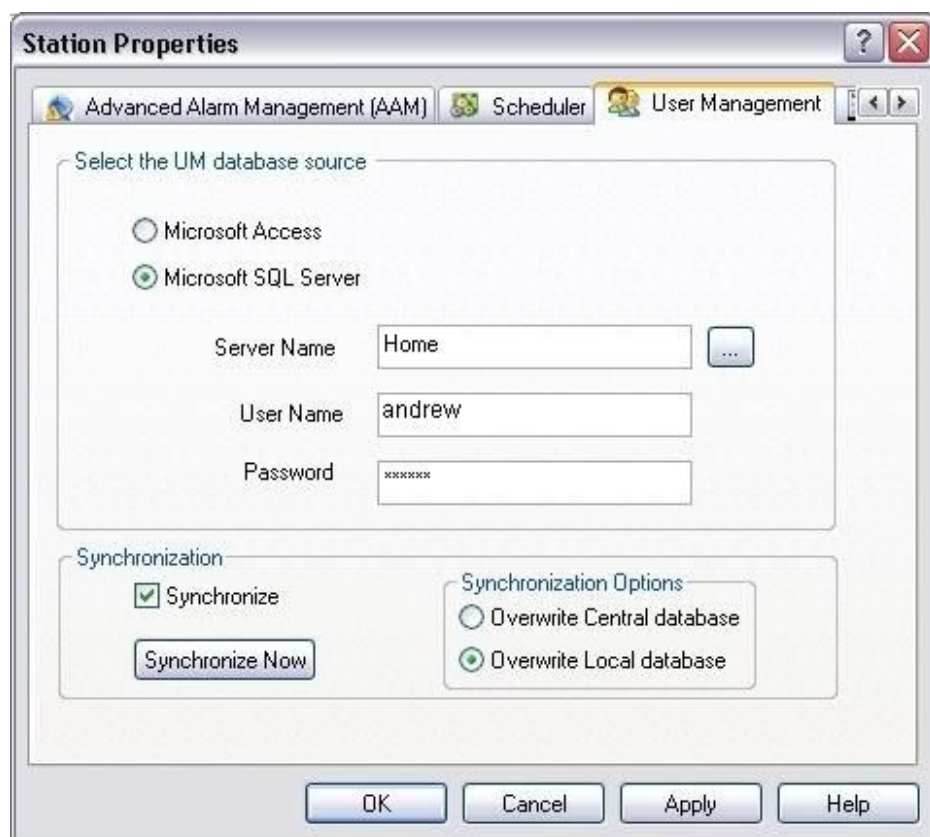 Station Properties
Advanced Alarm Management (AAM) Scheduler User Management
Select the UM database source
Microsoft Access
Microsoft SQL Server
Server Name Home ...
User Name andrew
Password ××××××
Synchronization
Synchronize
Synchronize Now
Synchronization Options
Overwrite Central database
Overwrite Local database
OK Cancel Apply Help